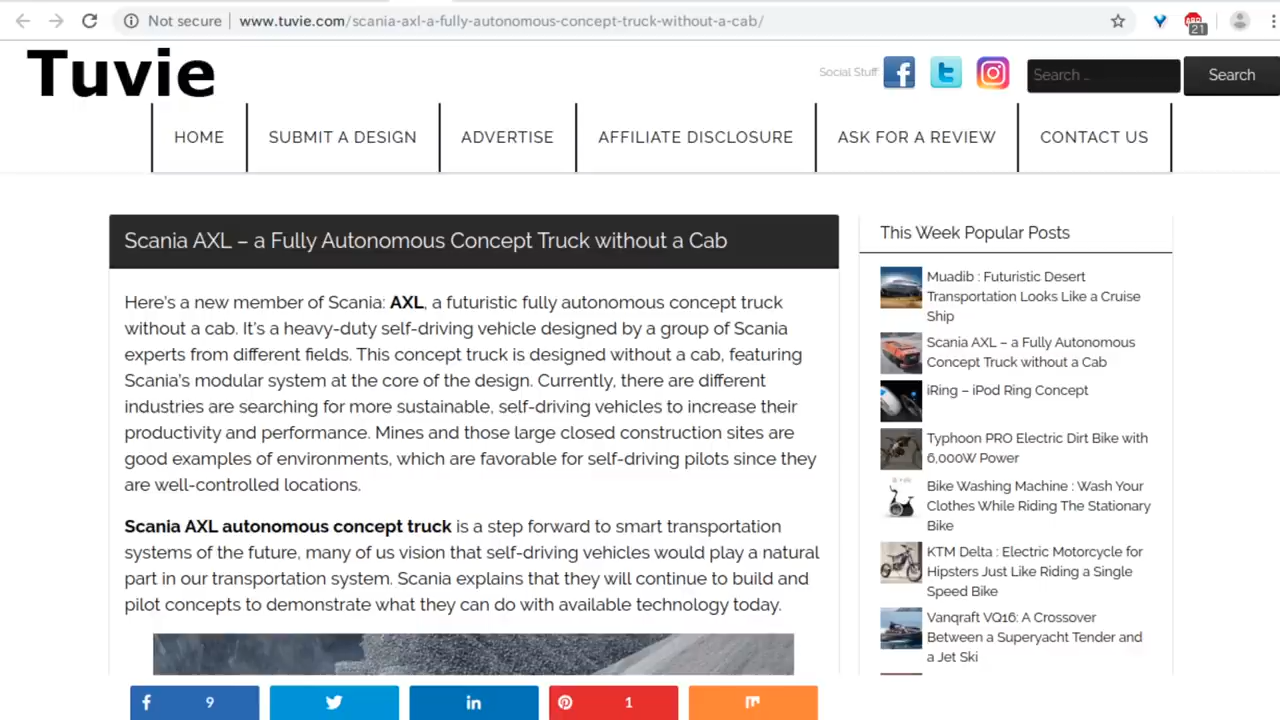 Not secure | www.tuvie.com/scania-axl-a-fully-autonomous-concept-truck-without-a-cab/
ABP
21
Tuvie
Social Stuff
Search …
Search
HOME
SUBMIT A DESIGN
ADVERTISE
AFFILIATE DISCLOSURE
ASK FOR A REVIEW
CONTACT US
Scania AXL – a Fully Autonomous Concept Truck without a Cab
Here's a new member of Scania: AXL, a futuristic fully autonomous concept truck
without a cab. It's a heavy-duty self-driving vehicle designed by a group of Scania
experts from different fields. This concept truck is designed without a cab, featuring
Scania's modular system at the core of the design. Currently, there are different
industries are searching for more sustainable, self-driving vehicles to increase their
productivity and performance. Mines and those large closed construction sites are
good examples of environments, which are favorable for self-driving pilots since they
are well-controlled locations.
Scania AXL autonomous concept truck is a step forward to smart transportation
systems of the future, many of us vision that self-driving vehicles would play a natural
part in our transportation system. Scania explains that they will continue to build and
pilot concepts to demonstrate what they can do with available technology today.
9
1
This Week Popular Posts
Muadib : Futuristic Desert
Transportation Looks Like a Cruise
Ship
Scania AXL – a Fully Autonomous
Concept Truck without a Cab
iRing – iPod Ring Concept
Typhoon PRO Electric Dirt Bike with
6,000W Power
Bike Washing Machine : Wash Your
Clothes While Riding The Stationary
Bike
KTM Delta : Electric Motorcycle for
Hipsters Just Like Riding a Single
Speed Bike
Vanqraft VQ16: A Crossover
Between a Superyacht Tender and
a Jet Ski